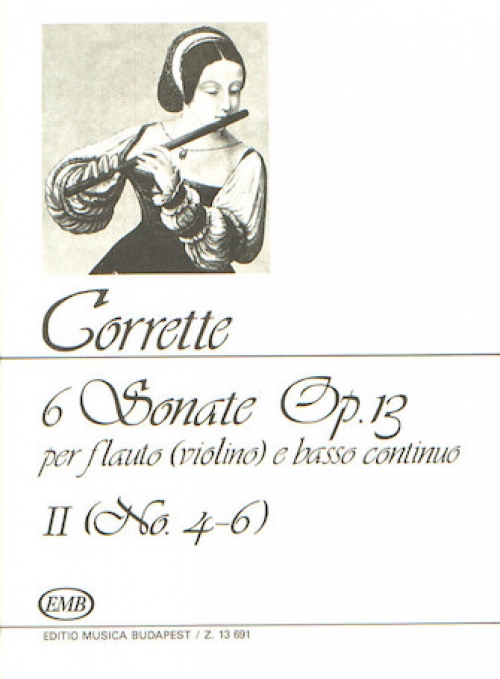 Corrette
6 Sonate Op. 13
per flauto (violino) e basso continuo
II (No. 4-6)
EMB
EDITIO MUSICA BUDAPEST / Z. 13 691